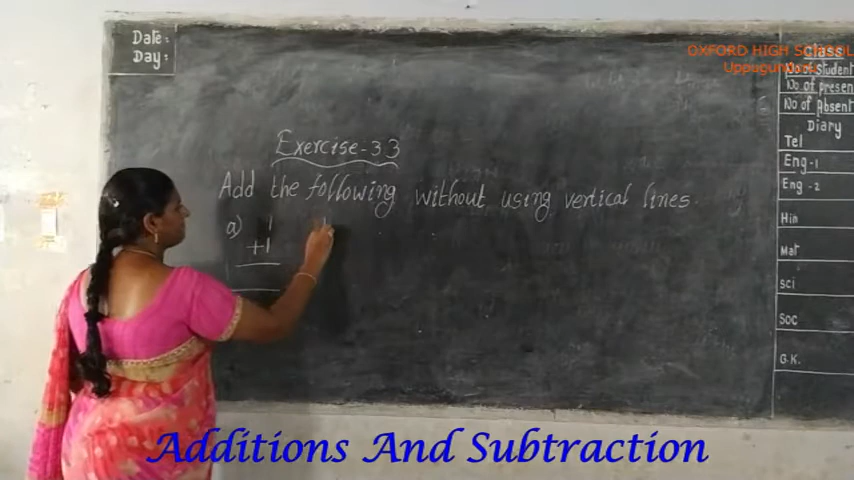 Date:
Day:
OXFORD HIGH SCHOOL
Uppugunduru
Class
No of Student
No of present
No of Absent
Diary
Tel
Eng-1
Eng-2
Hin
Mat
Sci
Soc
G.K.
Exercise-33
Add the following without using vertical lines.
a) 1
+1
Additions And Subtraction